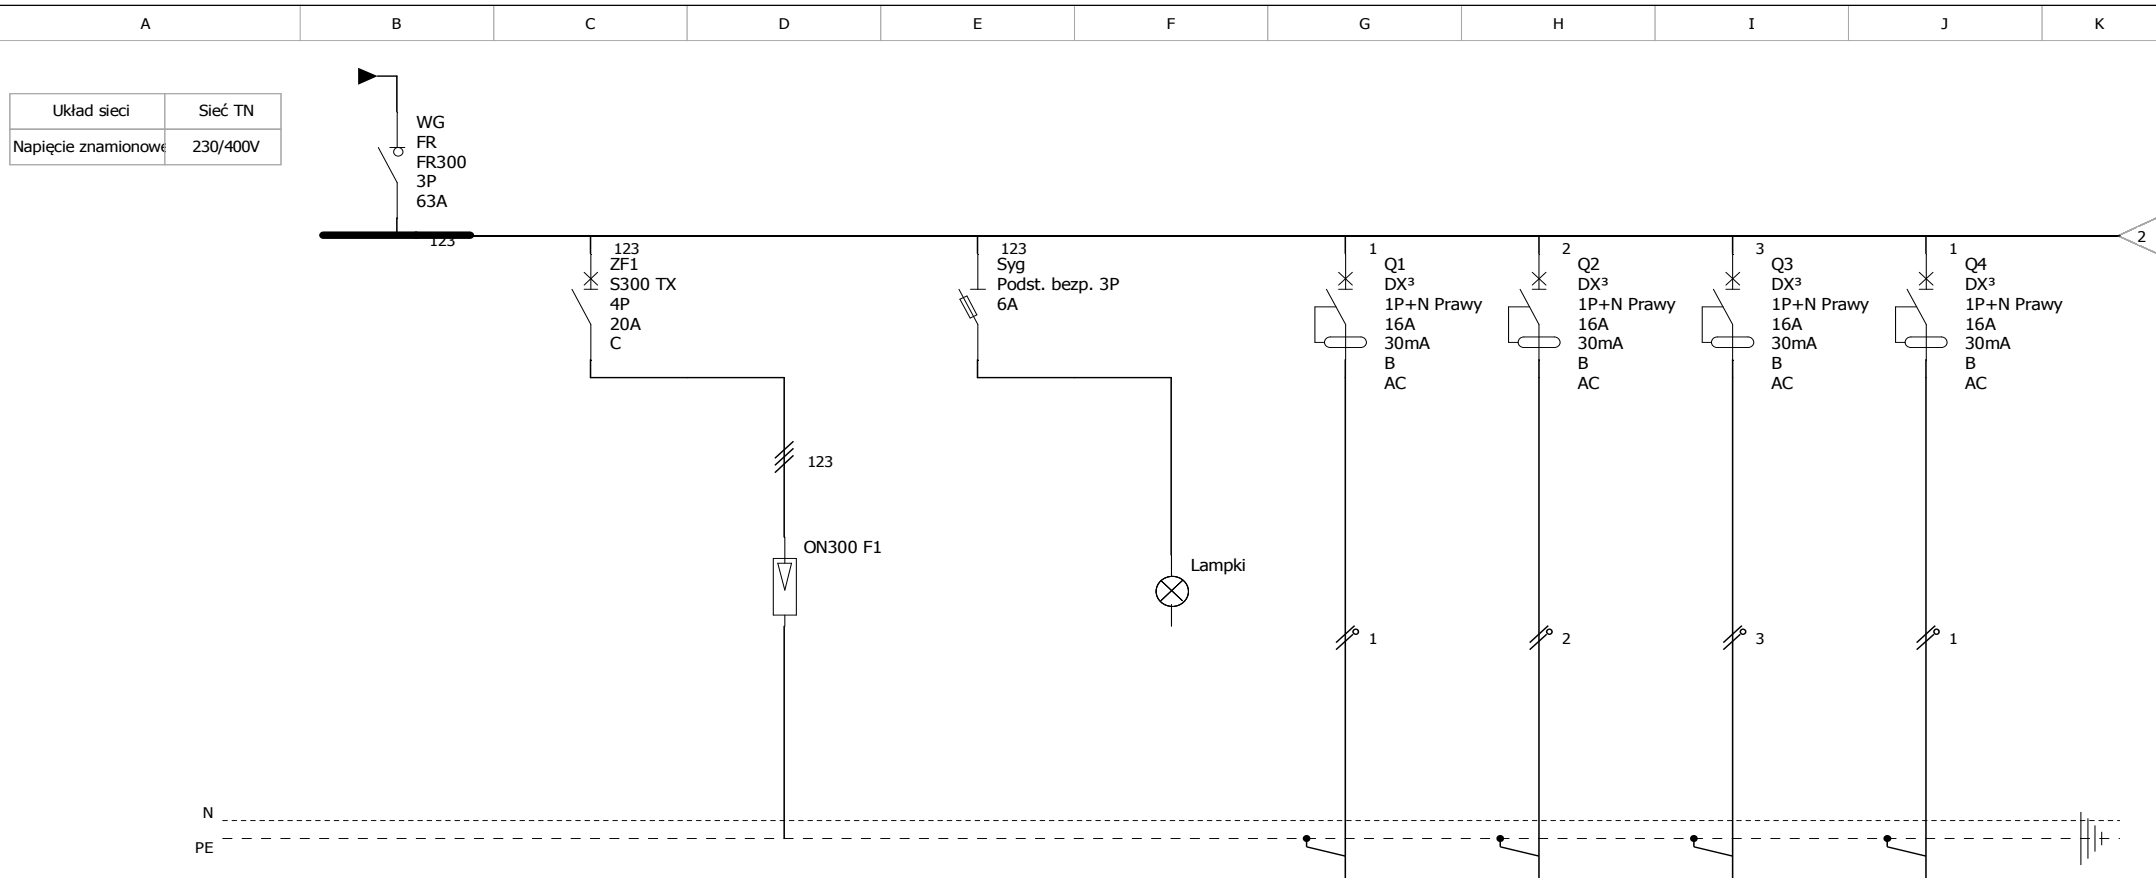 A B C D E F G H I J K
Układ sieci Sieć TN
Napięcie znamionowe 230/400V
WG
FR
FR300
3P
63A
123
123
ZF1
S300 TX
4P
20A
C
123
Syg
Podst. bezp. 3P
6A
1
Q1
DX³
1P+N Prawy
16A
30mA
B
AC
2
Q2
DX³
1P+N Prawy
16A
30mA
B
AC
3
Q3
DX³
1P+N Prawy
16A
30mA
B
AC
1
Q4
DX³
1P+N Prawy
16A
30mA
B
AC
2
123
ON300 F1
Lampki
1
2
3
1
N
PE